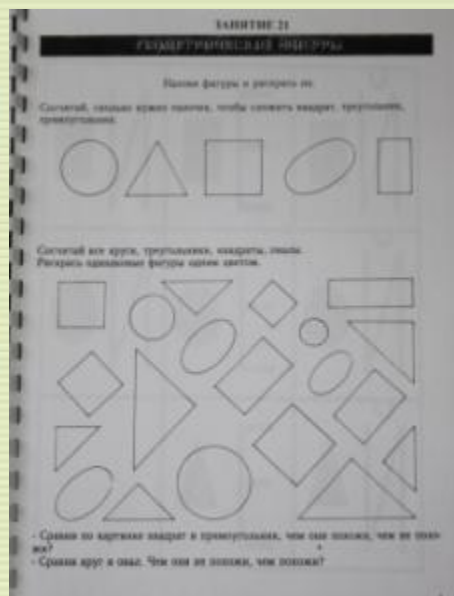 ЗАНЯТИЕ 21
ГЕОМЕТРИЧЕСКИЕ ФИГУРЫ
Назови фигуры и раскрась их.
Сосчитай, сколько нужно палочек, чтобы сложить квадрат, треугольник,
прямоугольник.
Сосчитай все круги, треугольники, квадраты, овалы.
Раскрась одинаковые фигуры одним цветом.
- Сравни по картинке квадрат и прямоугольник, чем они похожи, чем не похо-
жи?
- Сравни круг и овал. Чем они не похожи, чем похожи?